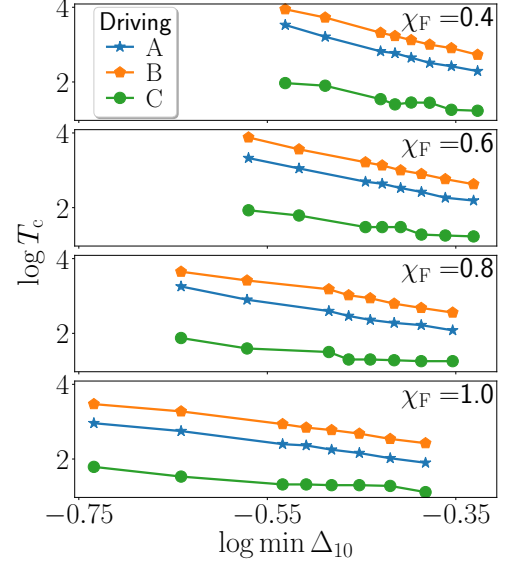 4
2
Driving
A
B
C
χF=0.4
4
2
χF=0.6
4
2
χF=0.8
4
2
χF=1.0
log Tc
−0.75 −0.55 −0.35
log min Δ10